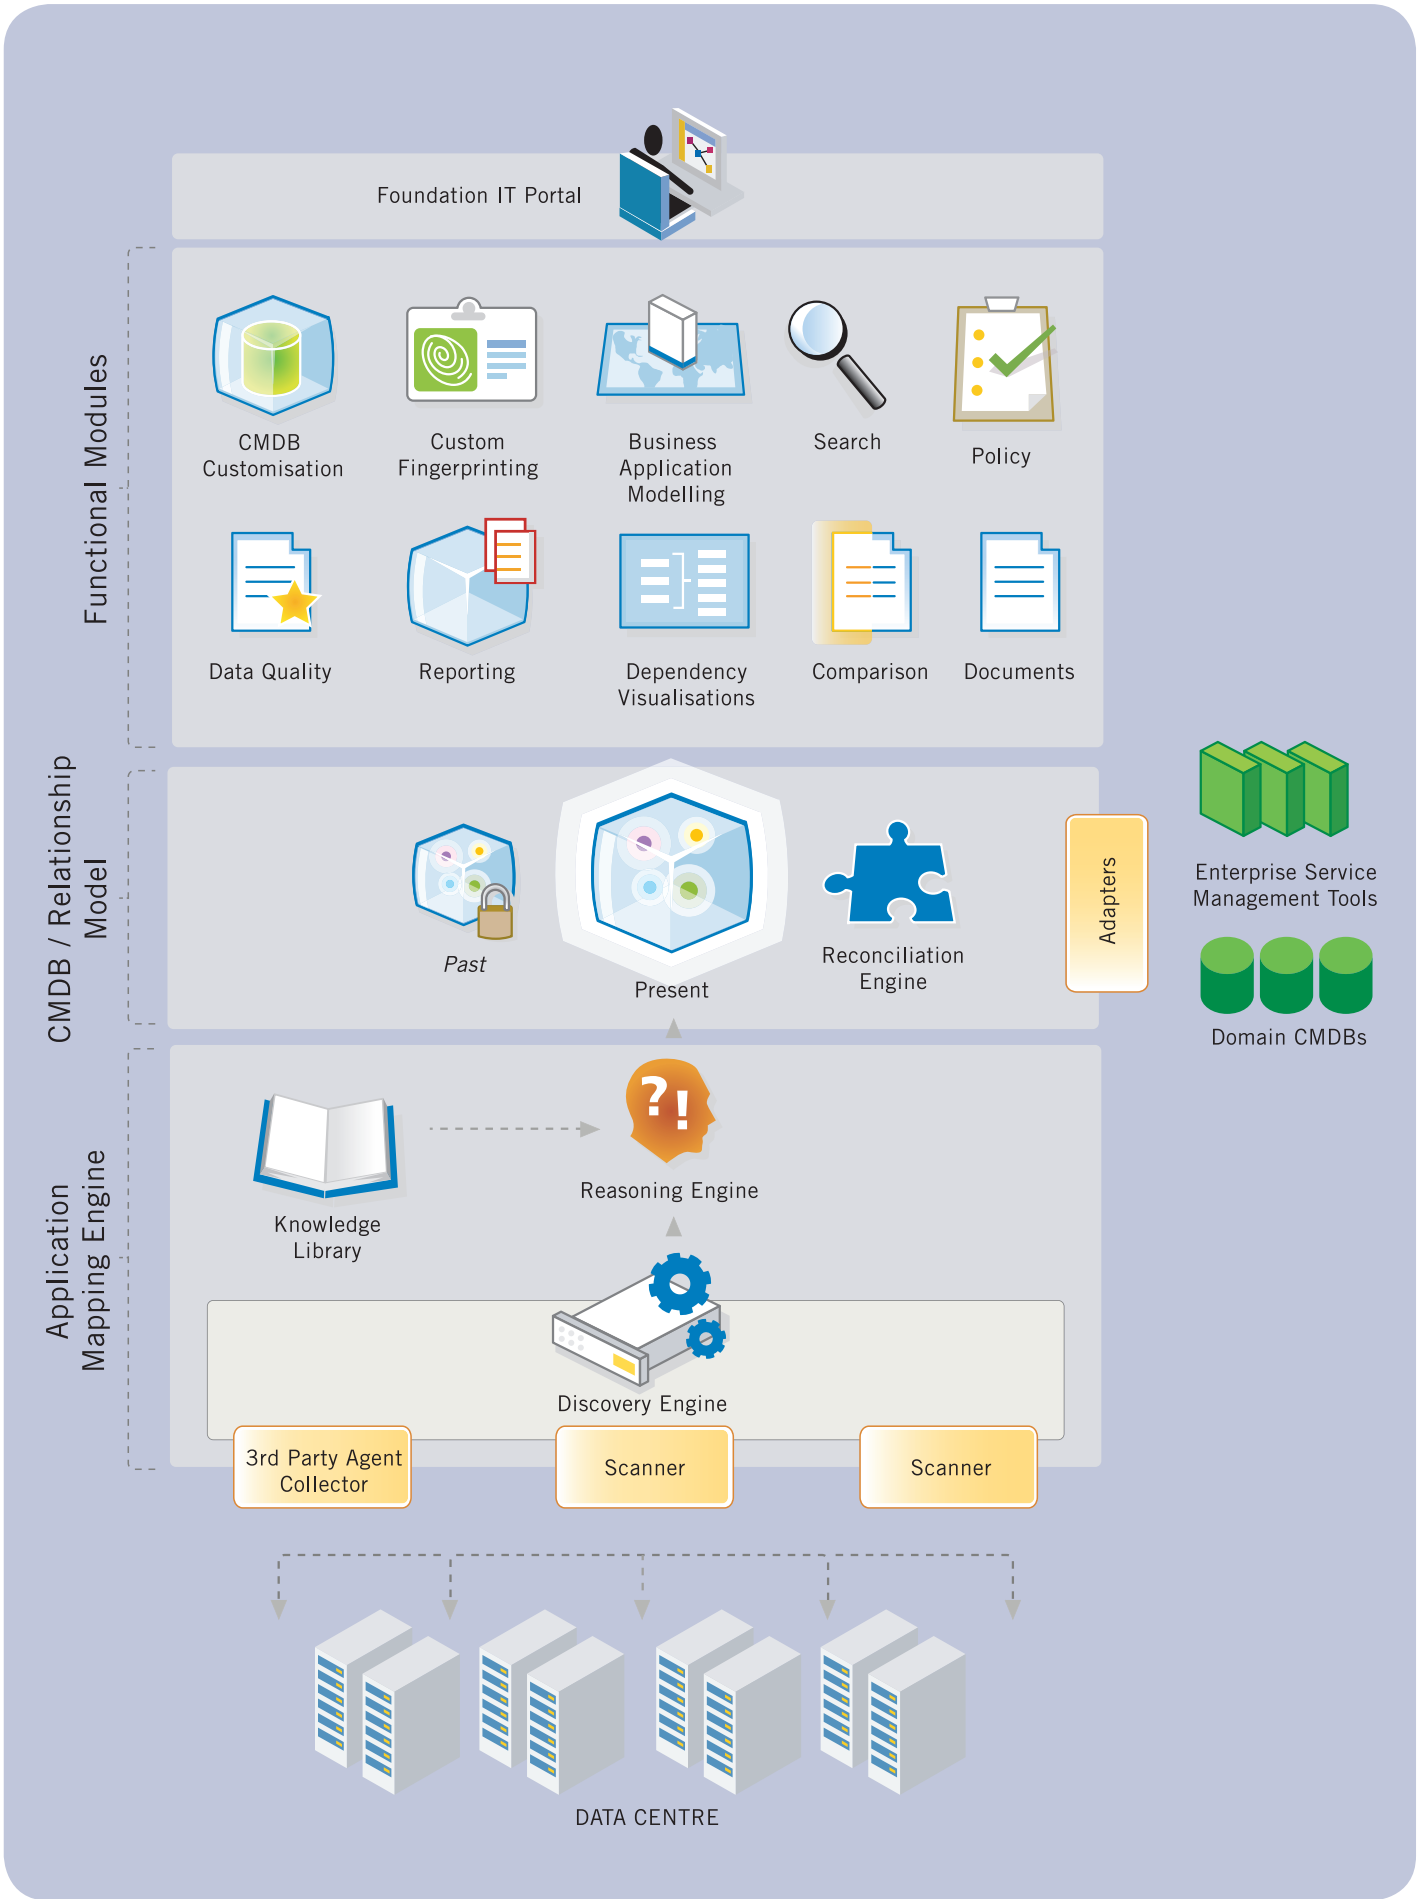 Foundation IT Portal
Functional Modules
CMDB
Customisation
Custom
Fingerprinting
Business
Application
Modelling
Search
Policy
Data Quality
Reporting
Dependency
Visualisations
Comparison
Documents
CMDB / Relationship
Model
Past
Present
Reconciliation
Engine
Adapters
Enterprise Service
Management Tools
Domain CMDBs
Application
Mapping Engine
Knowledge
Library
?!
Reasoning Engine
Discovery Engine
3rd Party Agent
Collector
Scanner
Scanner
DATA CENTRE